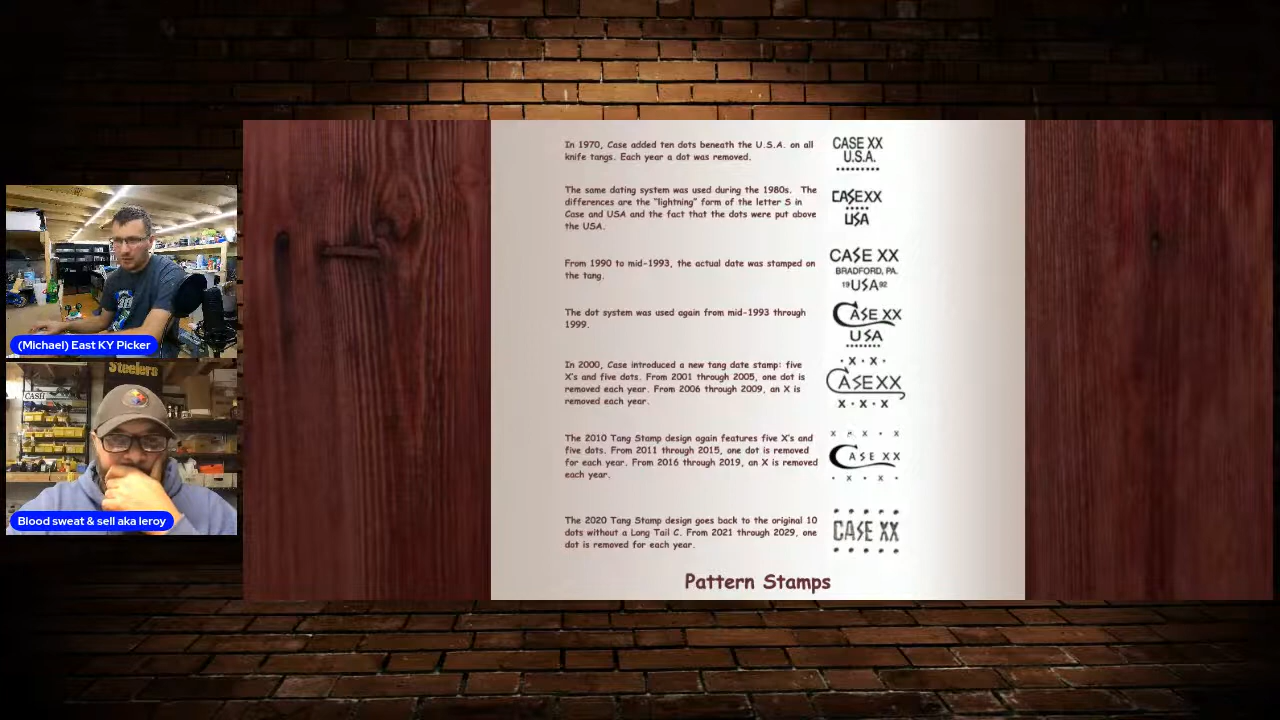 In 1970, Case added ten dots beneath the U.S.A. on all
knife tangs. Each year a dot was removed.
CASE XX
U.S.A.
The same dating system was used during the 1980s. The
differences are the "lightning" form of the letter S in
Case and USA and the fact that the dots were put above
the USA.
CASEXX
USA
From 1990 to mid-1993, the actual date was stamped on
the tang.
CASE XX
BRADFORD, PA.
19USA92
The dot system was used again from mid-1993 through
1999.
CASE XX
USA
In 2000, Case introduced a new tang date stamp: five
X's and five dots. From 2001 through 2005, one dot is
removed each year. From 2006 through 2009, an X is
removed each year.
· X · X ·
CASEXX
X · X · X
The 2010 Tang Stamp design again features five X's and
five dots. From 2011 through 2015, one dot is removed
for each year. From 2016 through 2019, an X is removed
each year.
X · X · X
CASE XX
· X · X ·
The 2020 Tang Stamp design goes back to the original 10
dots without a Long Tail C. From 2021 through 2029, one
dot is removed for each year.
CASE XX
Pattern Stamps
(Michael) East KY Picker
Steelers
CASH
Blood sweat & sell aka leroy